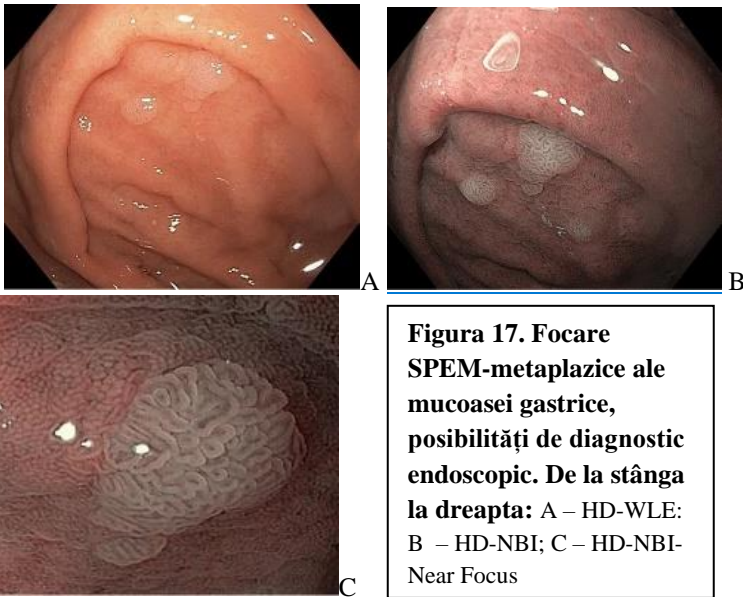 A
B
C
Figura 17. Focare
SPEM-metaplazice ale
mucoasei gastrice,
posibilități de diagnostic
endoscopic. De la stânga
la dreapta: A – HD-WLE:
B – HD-NBI; C – HD-NBI-
Near Focus